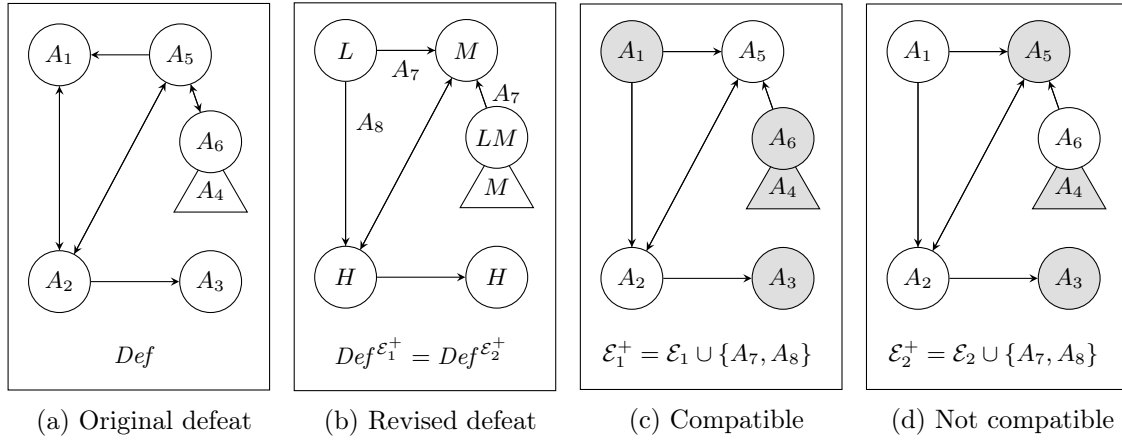 A₁ A₅
A₆
A₄
A₂ A₃
Def
(a) Original defeat
L M
A₇
A₇
A₈
LM
M
H H
Def^{ℰ₁⁺} = Def^{ℰ₂⁺}
(b) Revised defeat
A₁ A₅
A₆
A₄
A₂ A₃
ℰ₁⁺ = ℰ₁ ∪ {A₇, A₈}
(c) Compatible
A₁ A₅
A₆
A₄
A₂ A₃
ℰ₂⁺ = ℰ₂ ∪ {A₇, A₈}
(d) Not compatible